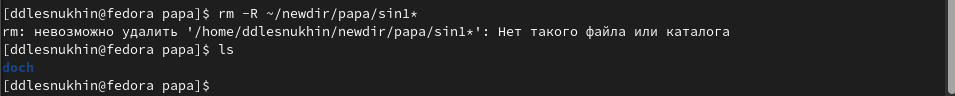 [ddlesnukhin@fedora papa]$ rm -R ~/newdir/papa/sin1*
rm: невозможно удалить '/home/ddlesnukhin/newdir/papa/sin1*': Нет такого файла или каталога
[ddlesnukhin@fedora papa]$ ls
doch
[ddlesnukhin@fedora papa]$